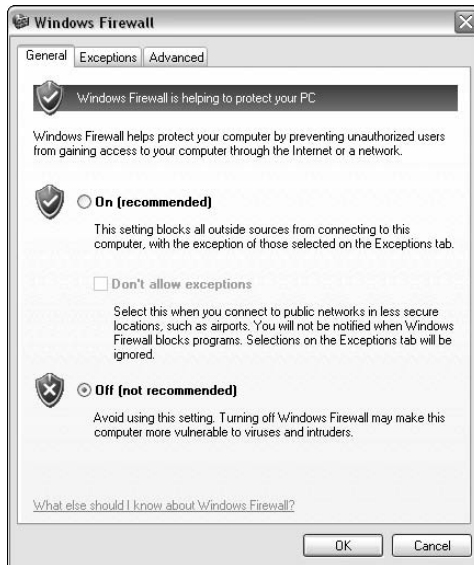 Windows Firewall
General Exceptions Advanced
Windows Firewall is helping to protect your PC
Windows Firewall helps protect your computer by preventing unauthorized users
from gaining access to your computer through the Internet or a network.
On (recommended)
This setting blocks all outside sources from connecting to this
computer, with the exception of those selected on the Exceptions tab.
Don't allow exceptions
Select this when you connect to public networks in less secure
locations, such as airports. You will not be notified when Windows
Firewall blocks programs. Selections on the Exceptions tab will be
ignored.
Off (not recommended)
Avoid using this setting. Turning off Windows Firewall may make this
computer more vulnerable to viruses and intruders.
What else should I know about Windows Firewall?
OK Cancel